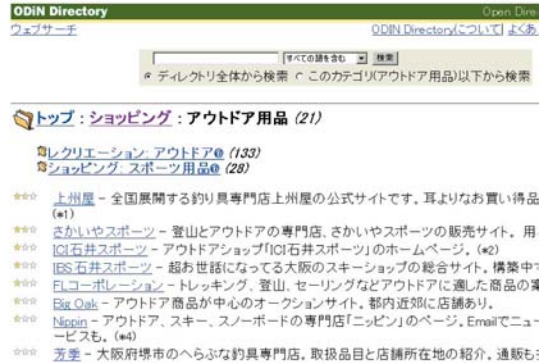 ODiN Directory Open Dire
ウェブサーチ ODIN Directoryについて よくあ
すべての語を含む 検索
ディレクトリ全体から検索 このカテゴリ(アウトドア用品)以下から検索
トップ : ショッピング : アウトドア用品 (21)
レクリエーション: アウトドア@ (133)
ショッピング: スポーツ用品@ (28)
上州屋 - 全国展開する釣り具専門店上州屋の公式サイトです。耳よりなお買い得品
(*1)
さかいやスポーツ - 登山とアウトドアの専門店、さかいやスポーツの販売サイト。用
ICI石井スポーツ - アウトドアショップ「ICI石井スポーツ」のホームページ。(*2)
IBS石井スポーツ - 超お世話になってる大阪のスキーショップの総合サイト。構築中で
FLコーポレーション - トレッキング、登山、セーリングなどアウトドアに適した商品の案
Big Oak - アウトドア商品が中心のオークションサイト。都内近郊に店舗あり。
Nippin - アウトドア、スキー、スノーボードの専門店「ニッピン」のページ。Emailでニュー
ービスも。(*4)
芳季 - 大阪府堺市のへらぶな釣具専門店。取扱品目と店舗所在地の紹介。通販も